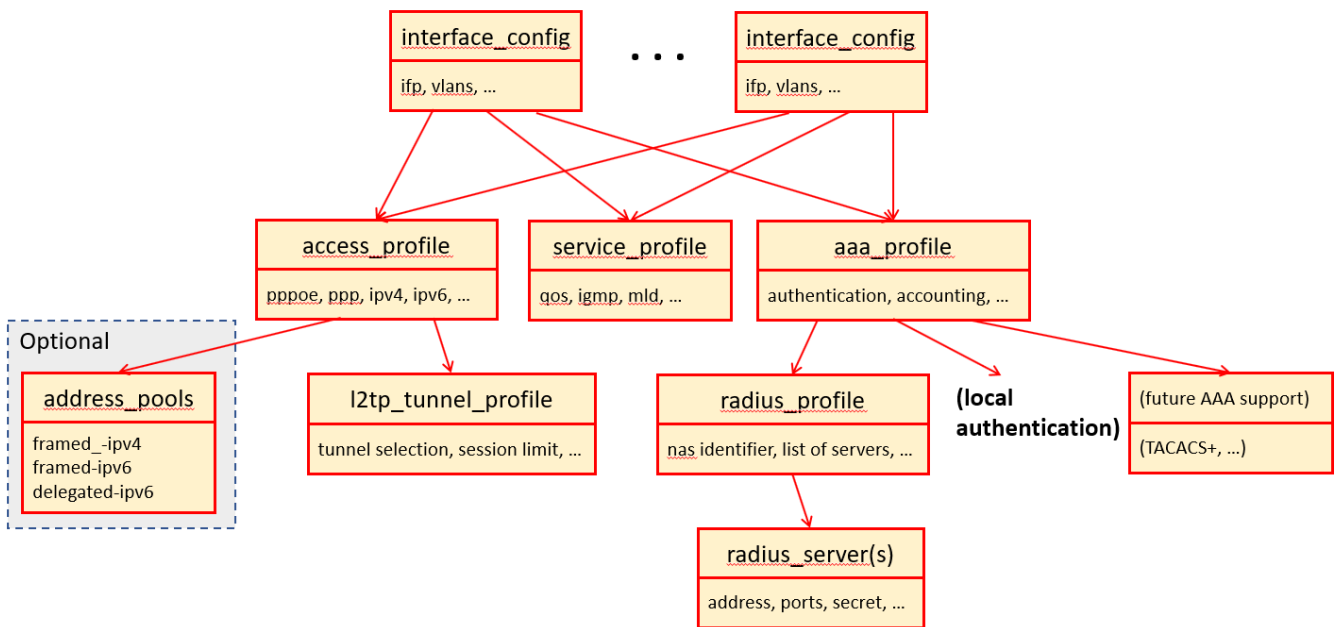 interface_config
ifp, vlans, ...
. . .
interface_config
ifp, vlans, ...
access_profile
pppoe, ppp, ipv4, ipv6, ...
service_profile
qos, igmp, mld, ...
aaa_profile
authentication, accounting, ...
Optional
address_pools
framed_-ipv4
framed-ipv6
delegated-ipv6
l2tp_tunnel_profile
tunnel selection, session limit, ...
radius_profile
nas identifier, list of servers, ...
(local
authentication)
(future AAA support)
(TACACS+, ...)
radius_server(s)
address, ports, secret, ...